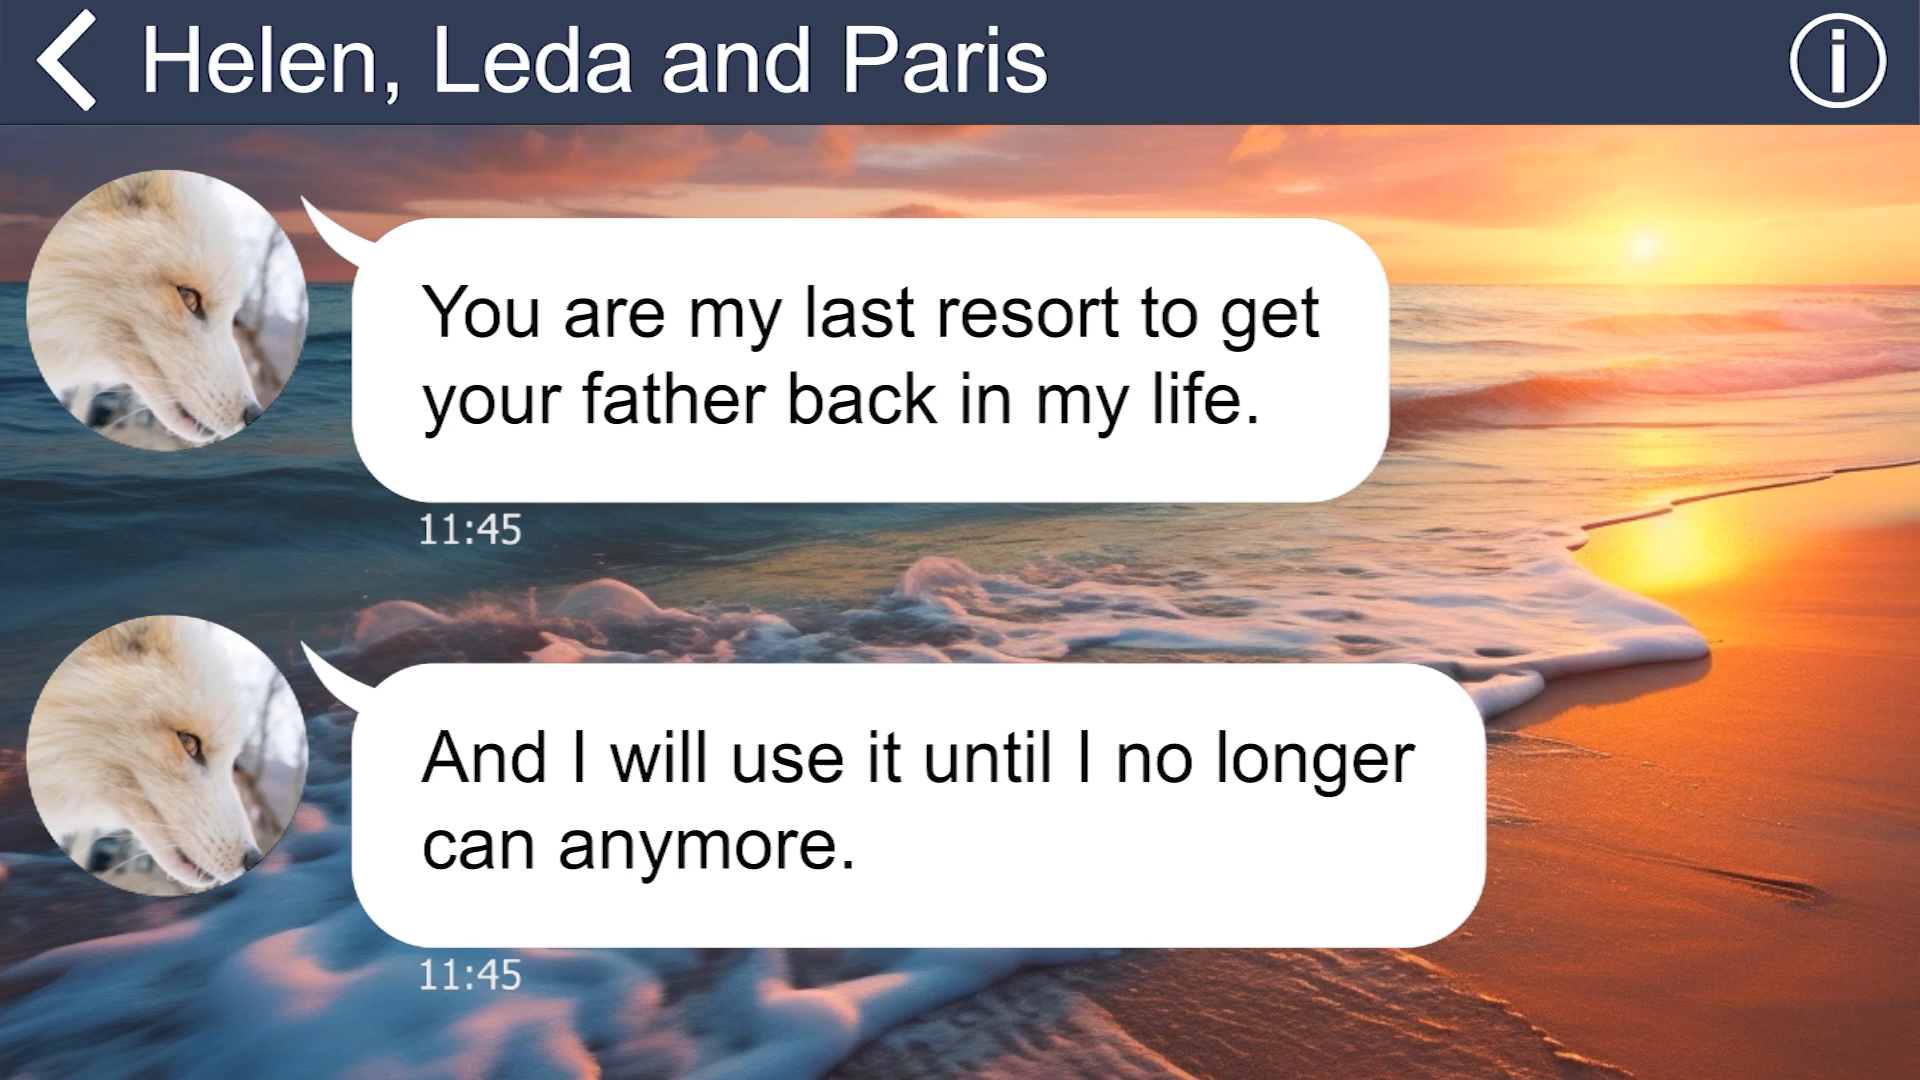 Helen, Leda and Paris
You are my last resort to get
your father back in my life.
11:45
And I will use it until I no longer
can anymore.
11:45